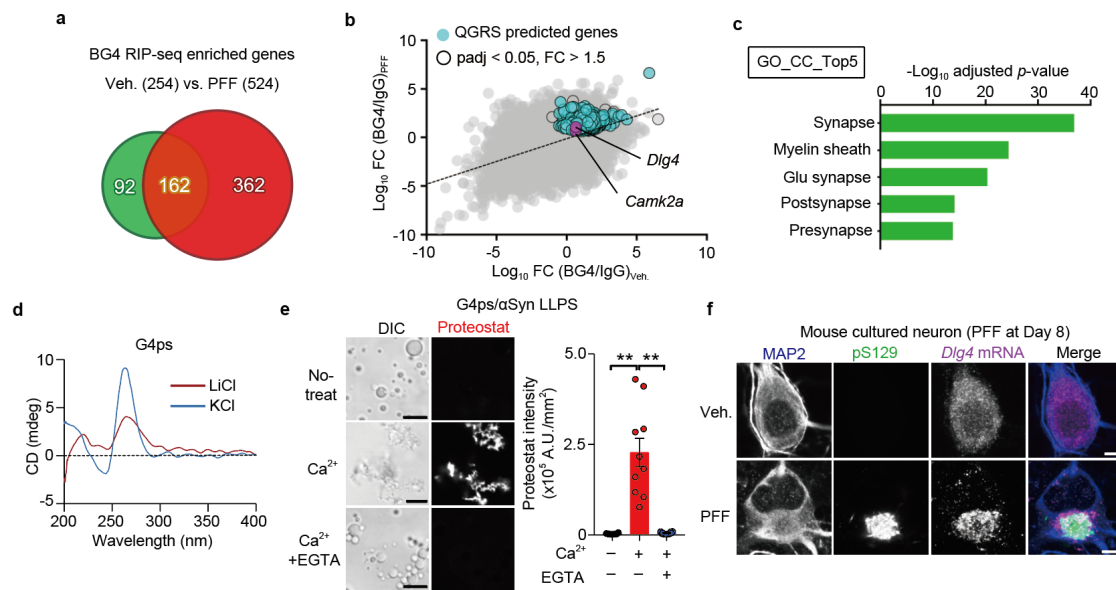 a
BG4 RIP-seq enriched genes
Veh. (254) vs. PFF (524)
92
162
362
b
QGRS predicted genes
padj < 0.05, FC > 1.5
Log₁₀ FC (BG4/IgG)PFF
10
5
0
-5
-10
Dlg4
Camk2a
-10
-5
0
5
10
Log₁₀ FC (BG4/IgG)Veh.
c
GO_CC_Top5
-Log₁₀ adjusted p-value
0
10
20
30
40
Synapse
Myelin sheath
Glu synapse
Postsynapse
Presynapse
d
G4ps
CD (mdeg)
10
5
0
-5
LiCl
KCl
200
250
300
350
400
Wavelength (nm)
e
G4ps/αSyn LLPS
DIC
Proteostat
No-
treat
Ca²⁺
Ca²⁺
+EGTA
Proteostat intensity
(x10⁵ A.U./mm²)
5.0
2.5
0
**
**
Ca²⁺
–
+
+
EGTA
–
–
+
f
Mouse cultured neuron (PFF at Day 8)
MAP2
pS129
Dlg4 mRNA
Merge
Veh.
PFF